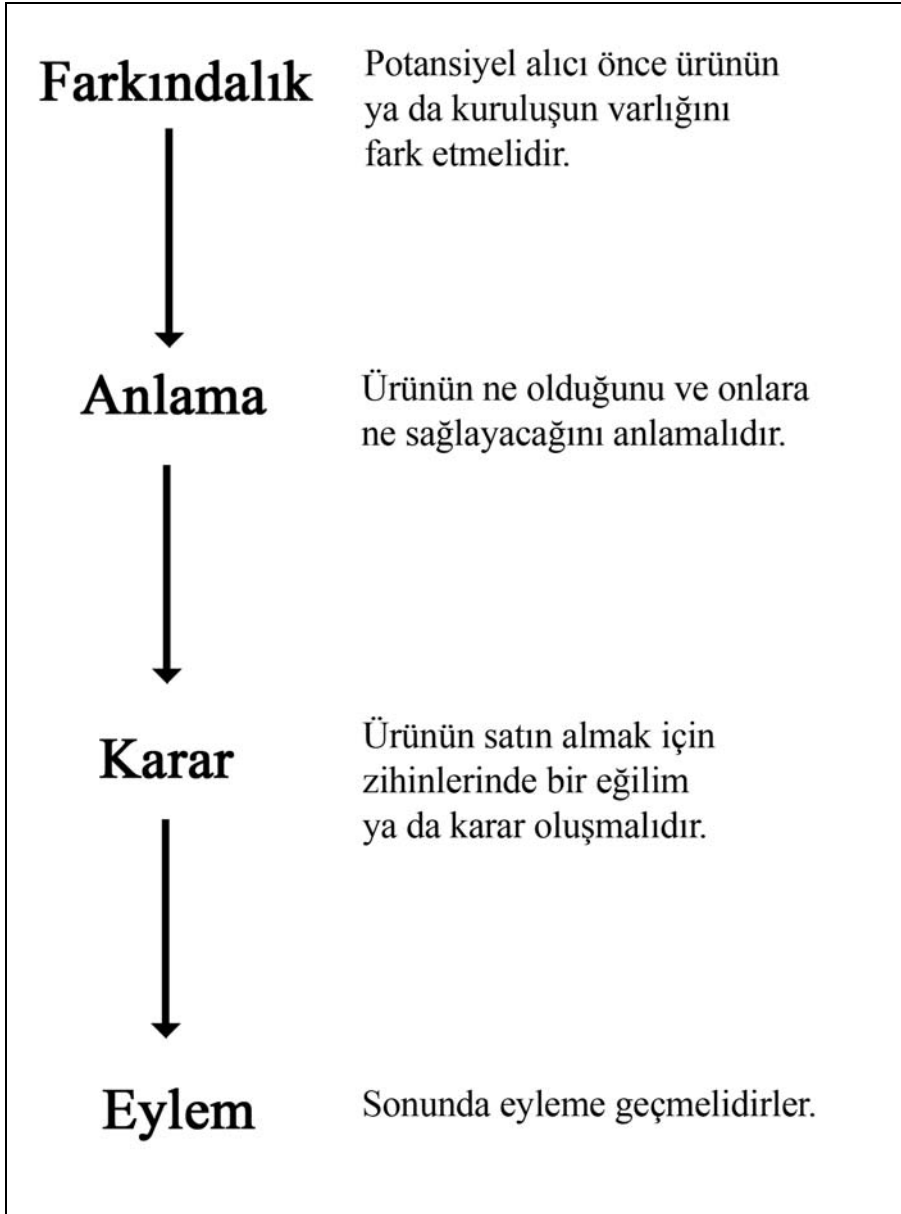 Farkındalık
Potansiyel alıcı önce ürünün
ya da kuruluşun varlığını
fark etmelidir.
Anlama
Ürünün ne olduğunu ve onlara
ne sağlayacağını anlamalıdır.
Karar
Ürünün satın almak için
zihinlerinde bir eğilim
ya da karar oluşmalıdır.
Eylem
Sonunda eyleme geçmelidirler.